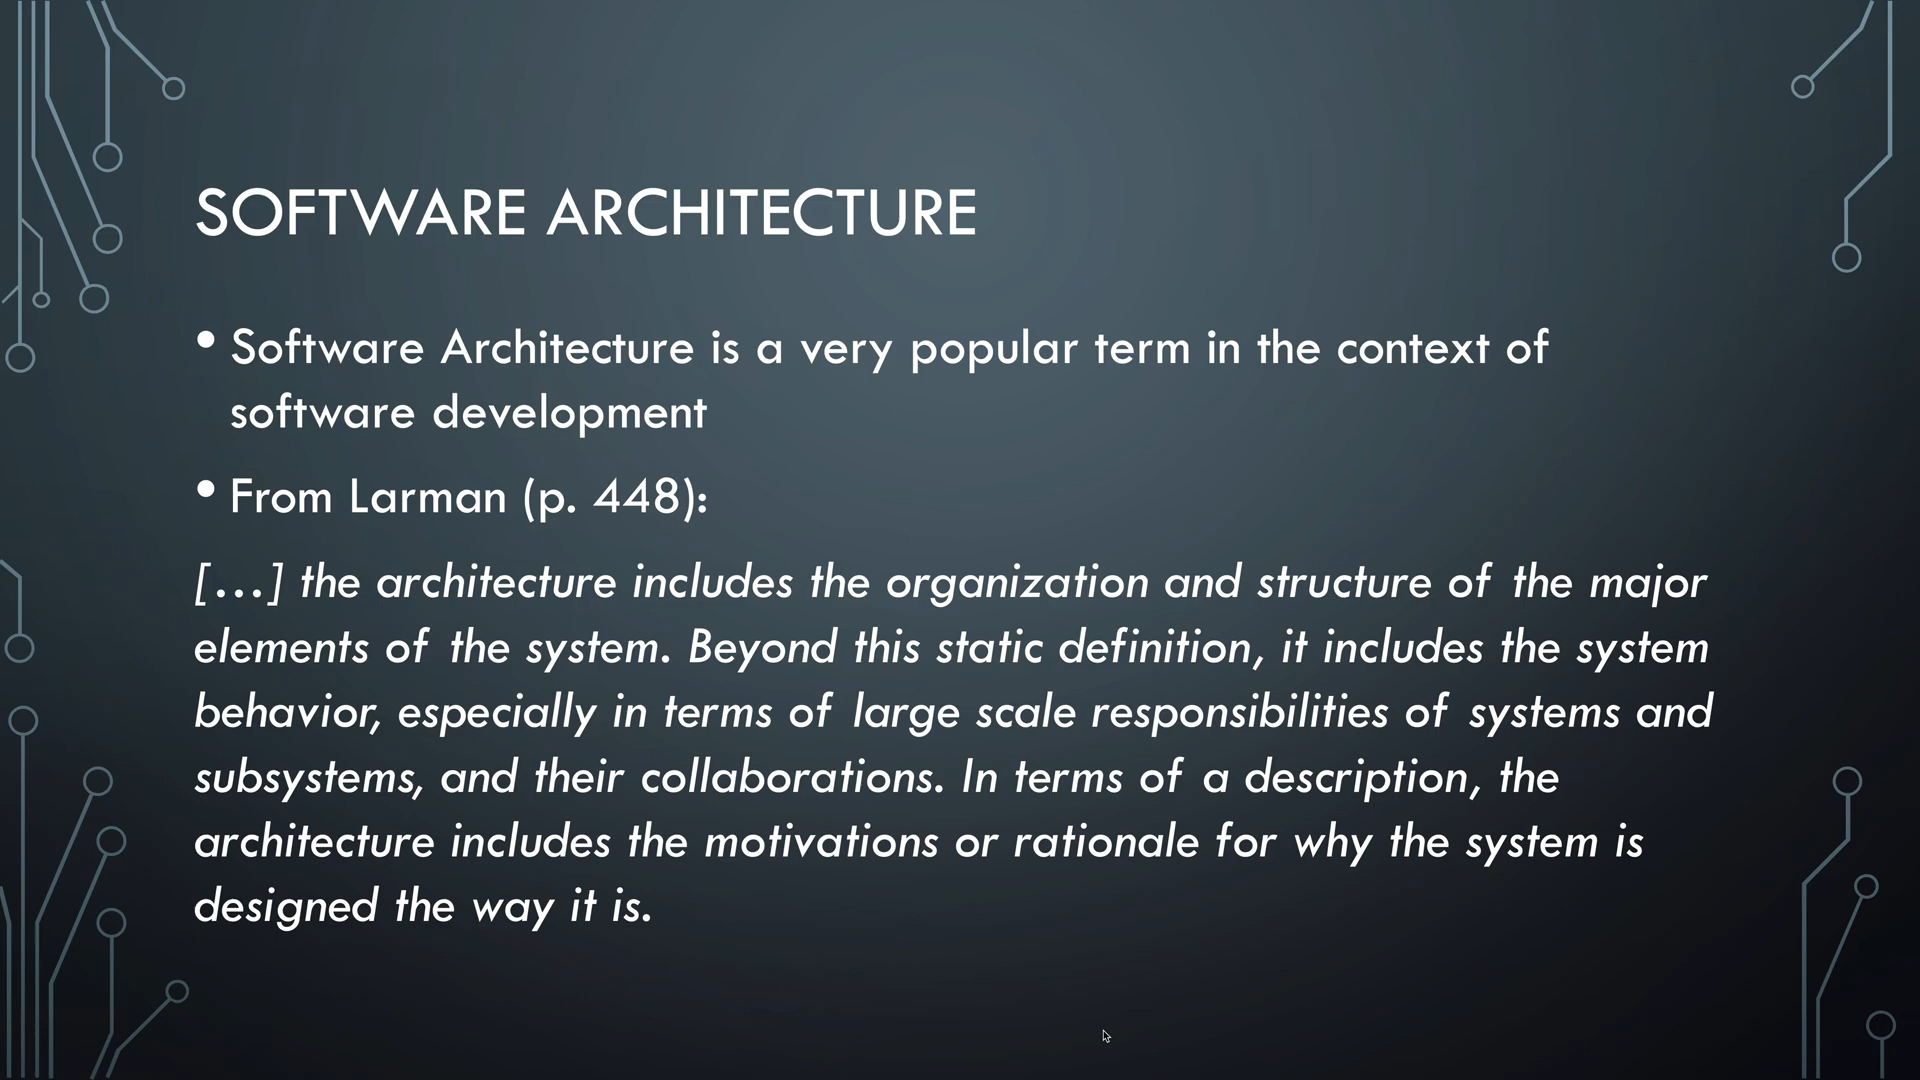 SOFTWARE ARCHITECTURE
• Software Architecture is a very popular term in the context of
software development
• From Larman (p. 448):
[…] the architecture includes the organization and structure of the major
elements of the system. Beyond this static definition, it includes the system
behavior, especially in terms of large scale responsibilities of systems and
subsystems, and their collaborations. In terms of a description, the
architecture includes the motivations or rationale for why the system is
designed the way it is.